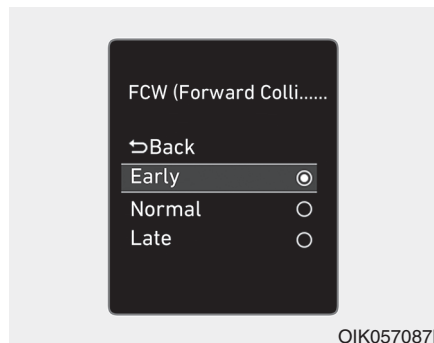 FCW (Forward Colli......
Back
Early
Normal
Late
OIK057087